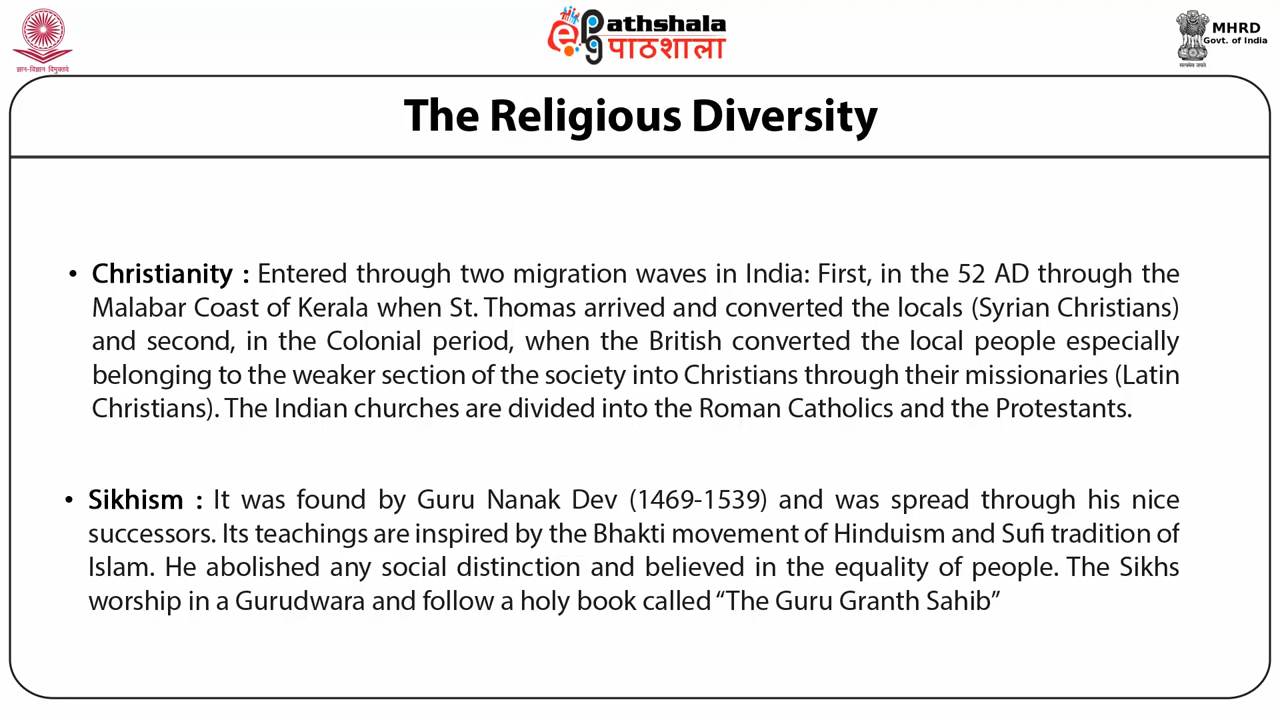 ज्ञान-विज्ञान विमुक्तये
e pg athshala
पाठशाला
सत्यमेव जयते
MHRD
Govt. of India
The Religious Diversity
• Christianity : Entered through two migration waves in India: First, in the 52 AD through the
Malabar Coast of Kerala when St. Thomas arrived and converted the locals (Syrian Christians)
and second, in the Colonial period, when the British converted the local people especially
belonging to the weaker section of the society into Christians through their missionaries (Latin
Christians). The Indian churches are divided into the Roman Catholics and the Protestants.
• Sikhism : It was found by Guru Nanak Dev (1469-1539) and was spread through his nice
successors. Its teachings are inspired by the Bhakti movement of Hinduism and Sufi tradition of
Islam. He abolished any social distinction and believed in the equality of people. The Sikhs
worship in a Gurudwara and follow a holy book called “The Guru Granth Sahib”